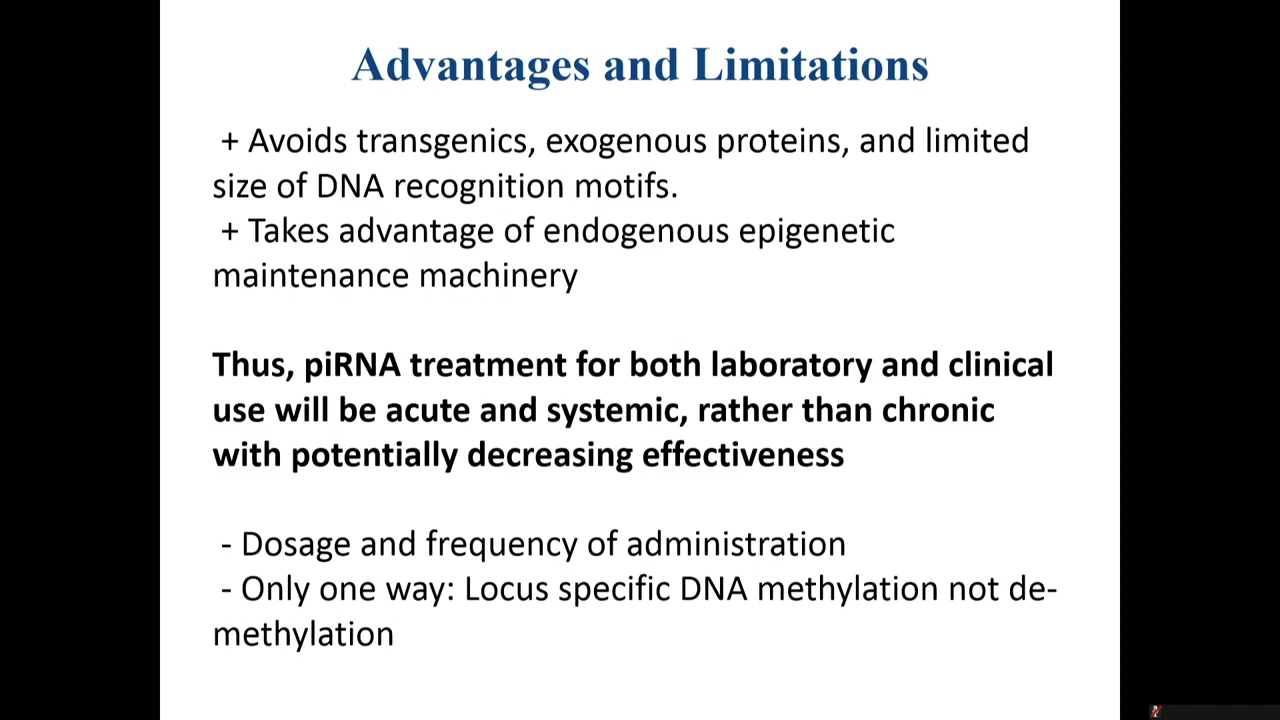 Advantages and Limitations
+ Avoids transgenics, exogenous proteins, and limited
size of DNA recognition motifs.
+ Takes advantage of endogenous epigenetic
maintenance machinery
Thus, piRNA treatment for both laboratory and clinical
use will be acute and systemic, rather than chronic
with potentially decreasing effectiveness
- Dosage and frequency of administration
- Only one way: Locus specific DNA methylation not de-
methylation